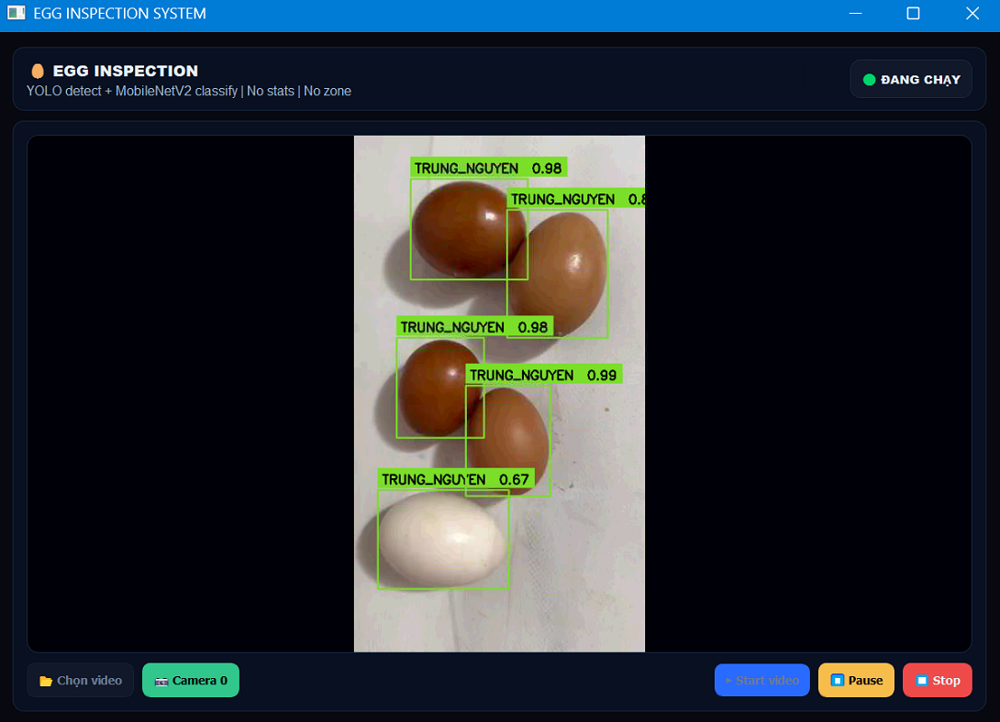 EGG INSPECTION SYSTEM
EGG INSPECTION
YOLO detect + MobileNetV2 classify | No stats | No zone
ĐANG CHẠY
TRUNG_NGUYEN 0.98
TRUNG_NGUYEN 0.8
TRUNG_NGUYEN 0.98
TRUNG_NGUYEN 0.99
TRUNG_NGUYEN 0.67
Chọn video
Camera 0
Start video
Pause
Stop